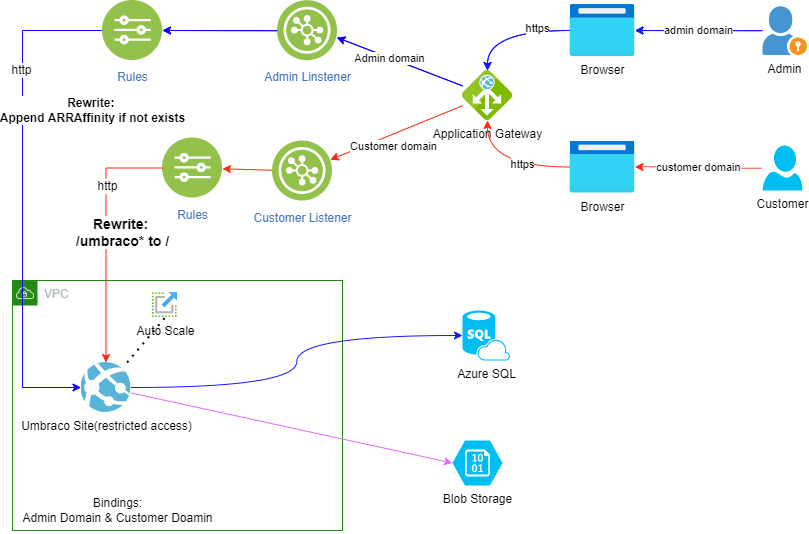 https
admin domain
http
Rules
Admin Linstener
Admin domain
Browser
Admin
Rewrite:
Append ARRAffinity if not exists
Application Gateway
Customer domain
https
customer domain
http
Rules
Customer Listener
Browser
Customer
Rewrite:
/umbraco* to /
VPC
Auto Scale
SQL
Azure SQL
Umbraco Site(restricted access)
10
01
Blob Storage
Bindings:
Admin Domain & Customer Doamin